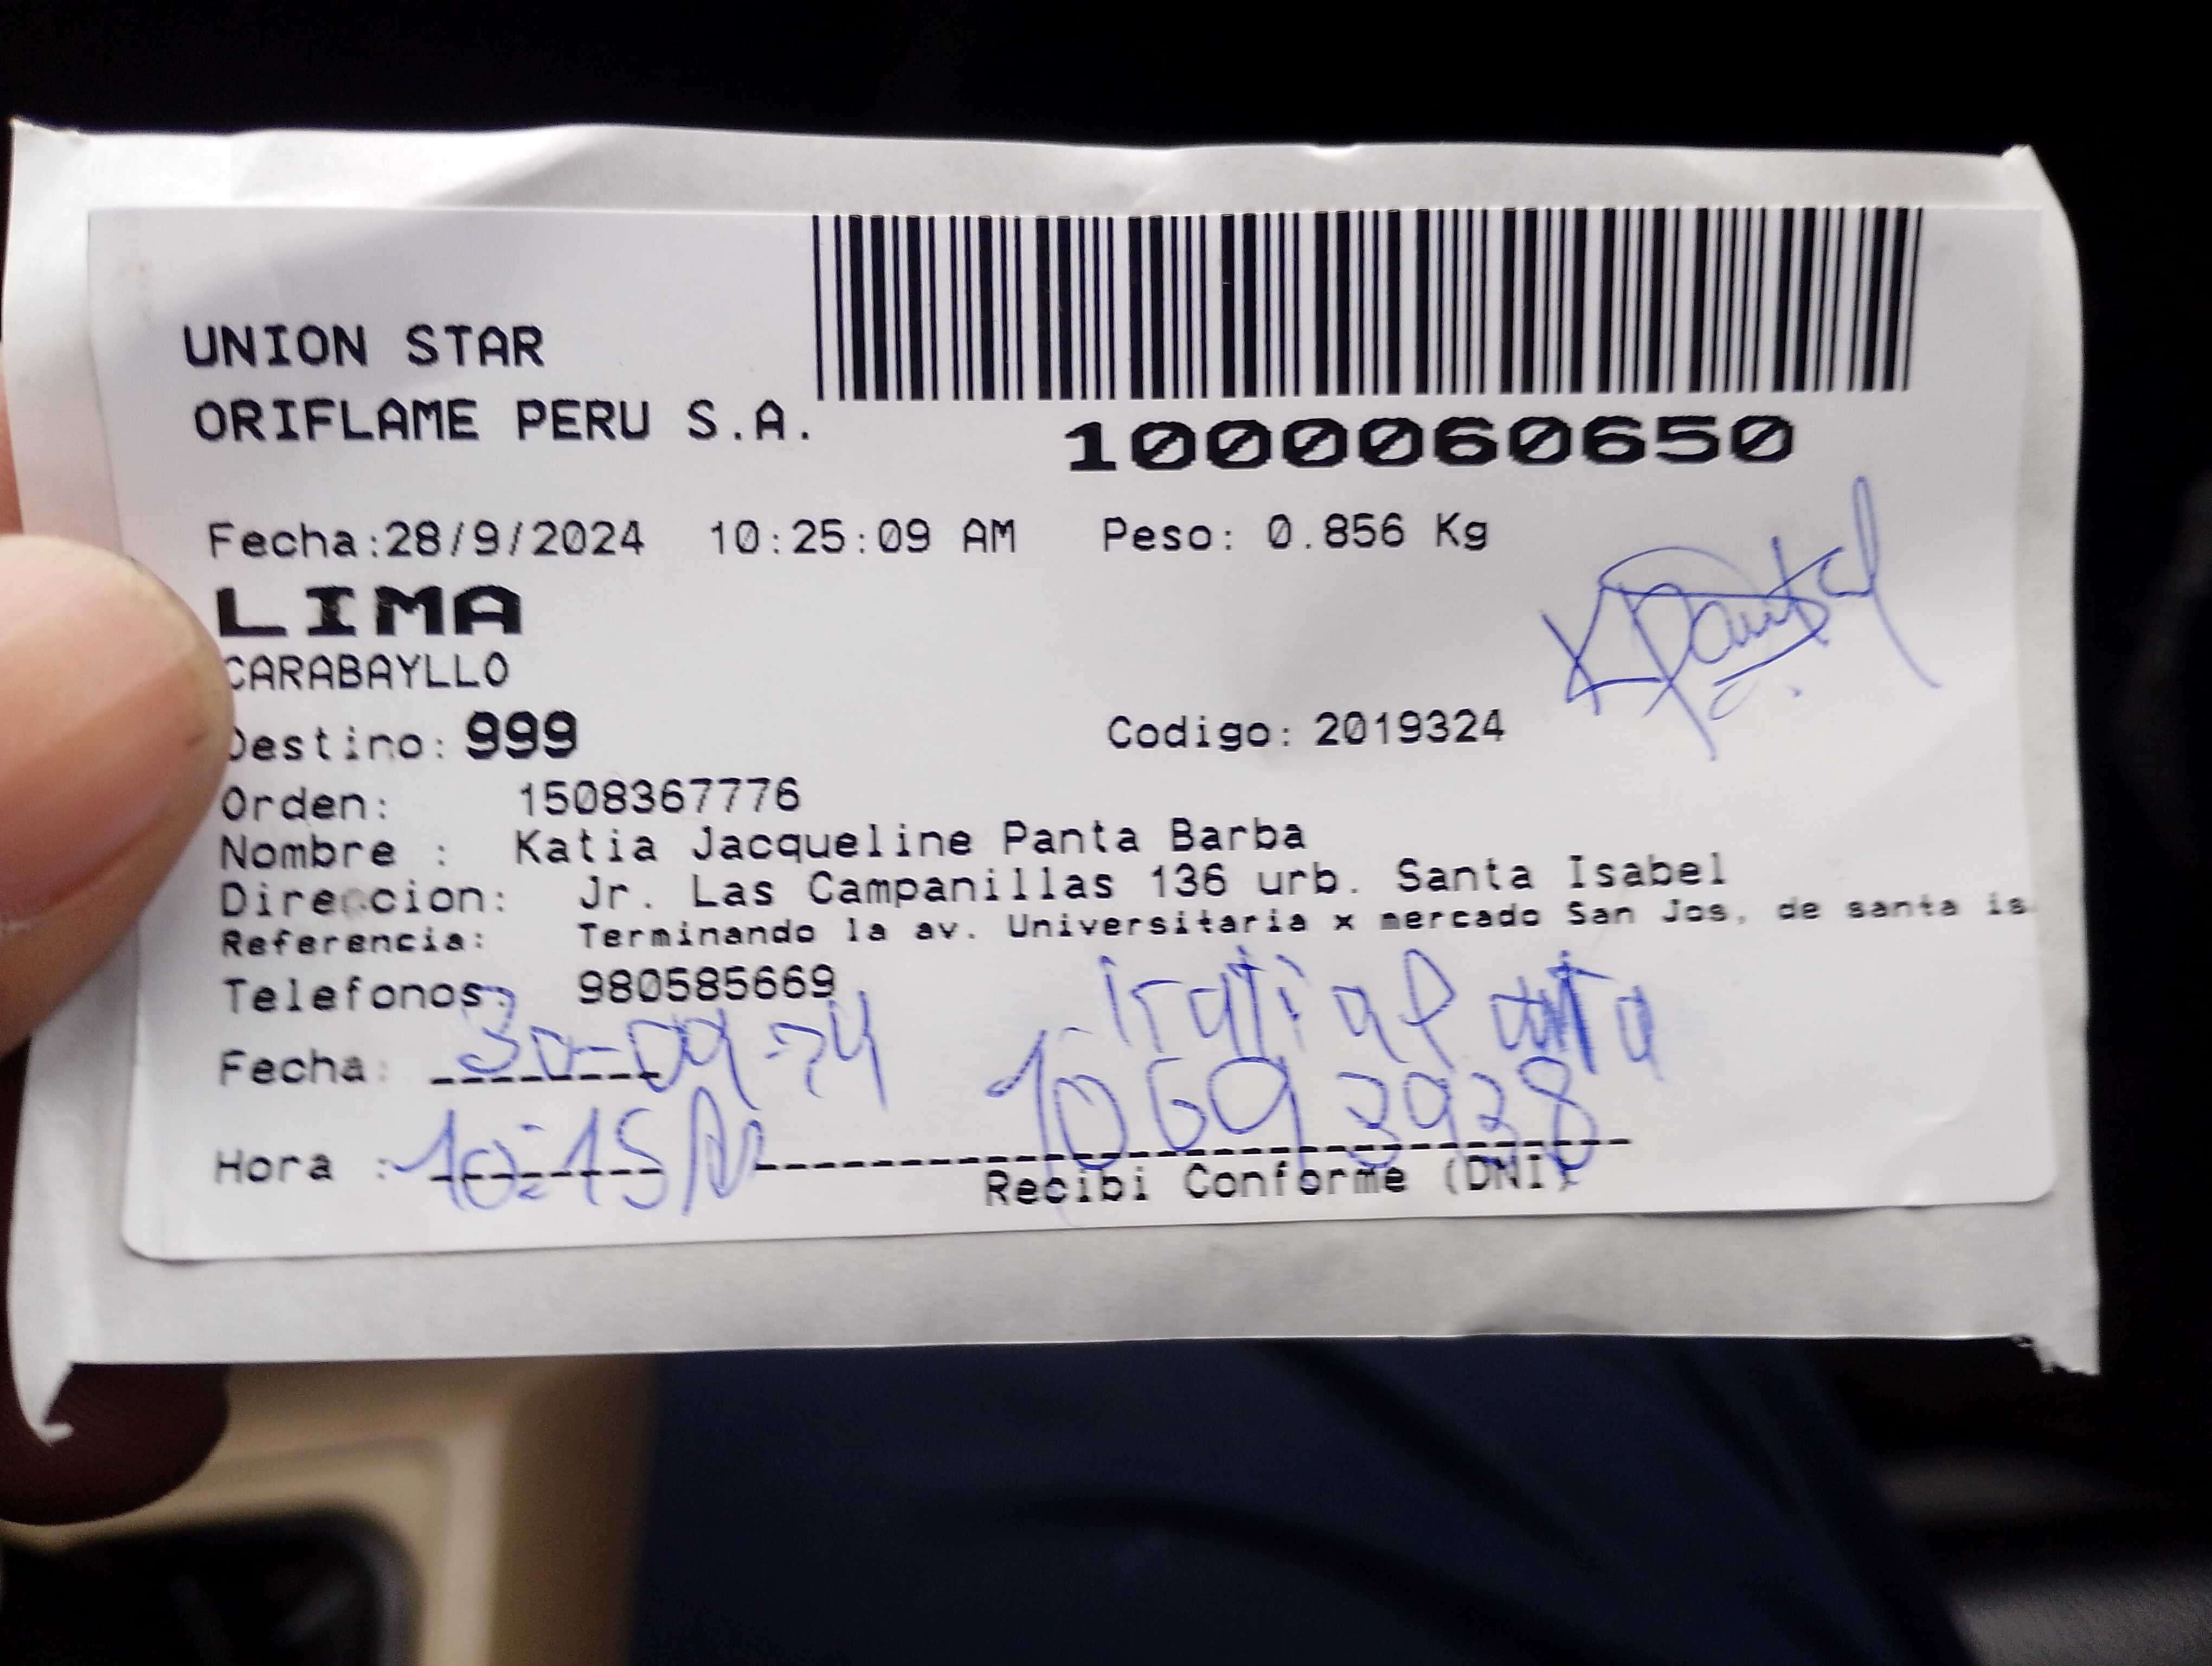 UNION STAR
ORIFLAME PERU S.A.
1000060650
Fecha:28/9/2024 10:25:09 AM Peso: 0.856 Kg
LIMA
CARABAYLLO
Destino: 999 Codigo: 2019324
Orden: 1508367776
Nombre : Katia Jacqueline Panta Barba
Direccion: Jr. Las Campanillas 136 urb. Santa Isabel
Referencia: Terminando la av. Universitaria x mercado San Jos, de santa is
Telefonos: 980585669
Katia Panta
Fecha: 30-09-24
10693938
Hora : 10:15 A
Recibi Conforme (DNI)